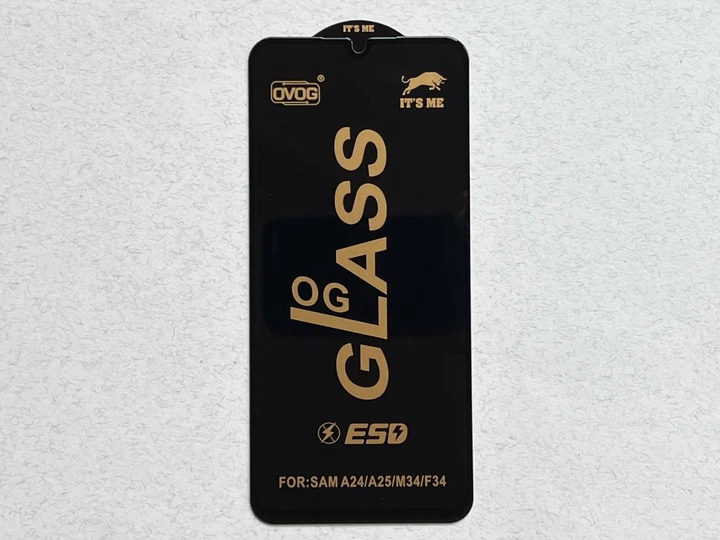 IT'S ME
OVOG®
IT'S ME
OG
GLASS
ESD
FOR:SAM A24/A25/M34/F34